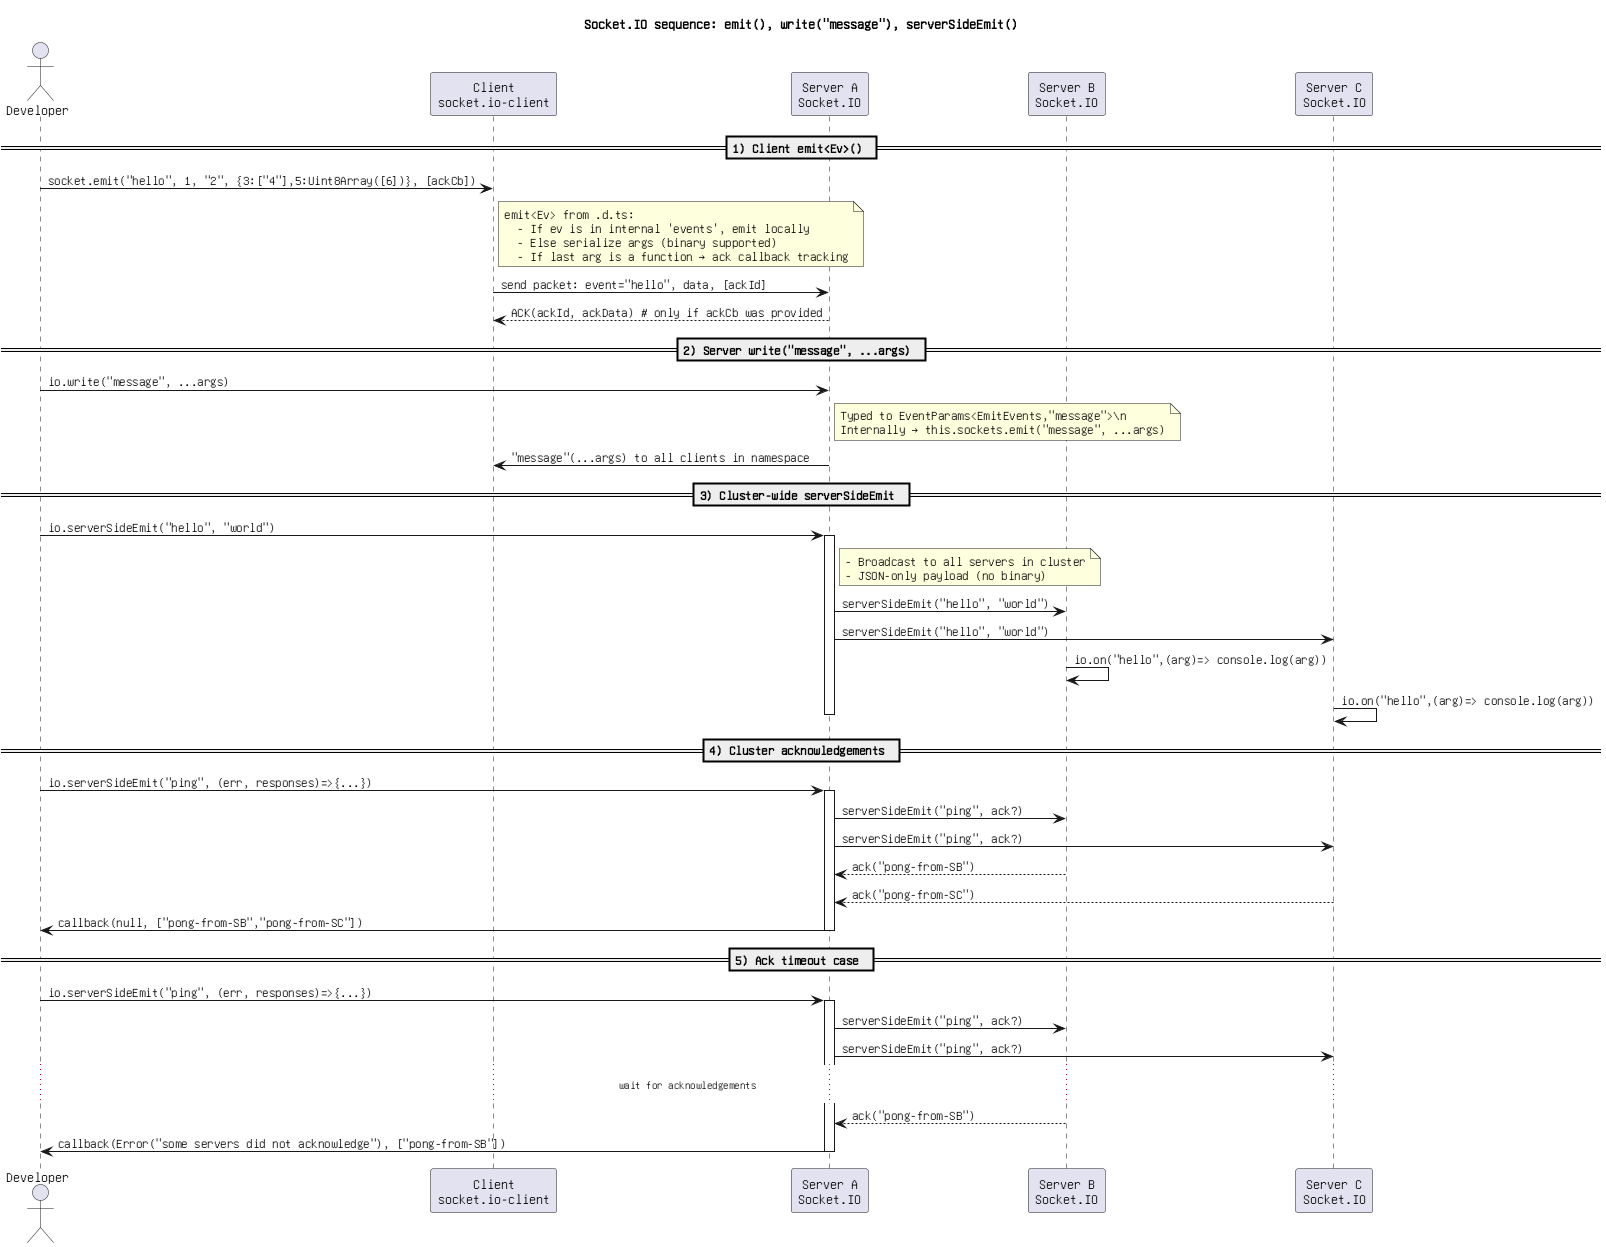 Socket.IO sequence: emit(), write("message"), serverSideEmit()
Developer
Client
socket.io-client
Server A
Socket.IO
Server B
Socket.IO
Server C
Socket.IO
1) Client emit<Ev>()
socket.emit("hello", 1, "2", {3:["4"],5:Uint8Array([6])}, [ackCb])
emit<Ev> from .d.ts:
- If ev is in internal 'events', emit locally
- Else serialize args (binary supported)
- If last arg is a function → ack callback tracking
send packet: event="hello", data, [ackId]
ACK(ackId, ackData) # only if ackCb was provided
2) Server write("message", ...args)
io.write("message", ...args)
Typed to EventParams<EmitEvents,"message">\n
Internally → this.sockets.emit("message", ...args)
"message"(...args) to all clients in namespace
3) Cluster-wide serverSideEmit
io.serverSideEmit("hello", "world")
- Broadcast to all servers in cluster
- JSON-only payload (no binary)
serverSideEmit("hello", "world")
serverSideEmit("hello", "world")
io.on("hello",(arg)=> console.log(arg))
io.on("hello",(arg)=> console.log(arg))
4) Cluster acknowledgements
io.serverSideEmit("ping", (err, responses)=>{...})
serverSideEmit("ping", ack?)
serverSideEmit("ping", ack?)
ack("pong-from-SB")
ack("pong-from-SC")
callback(null, ["pong-from-SB","pong-from-SC"])
5) Ack timeout case
io.serverSideEmit("ping", (err, responses)=>{...})
serverSideEmit("ping", ack?)
serverSideEmit("ping", ack?)
wait for acknowledgements
ack("pong-from-SB")
callback(Error("some servers did not acknowledge"), ["pong-from-SB"])
Developer
Client
socket.io-client
Server A
Socket.IO
Server B
Socket.IO
Server C
Socket.IO